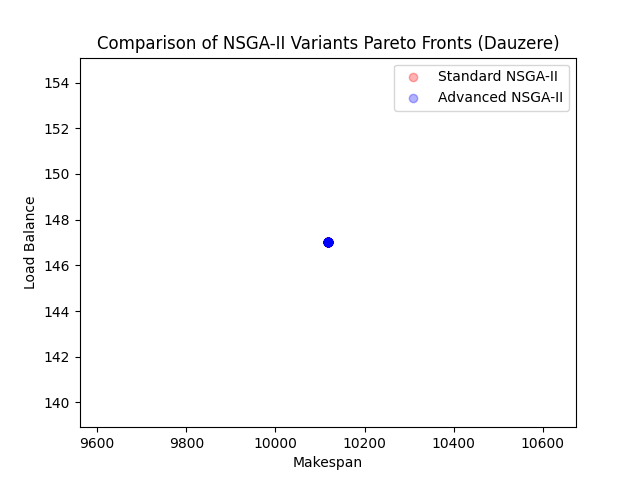 Comparison of NSGA-II Variants Pareto Fronts (Dauzere)
Standard NSGA-II
Advanced NSGA-II
154
152
150
148
146
144
142
140
Load Balance
9600 9800 10000 10200 10400 10600
Makespan